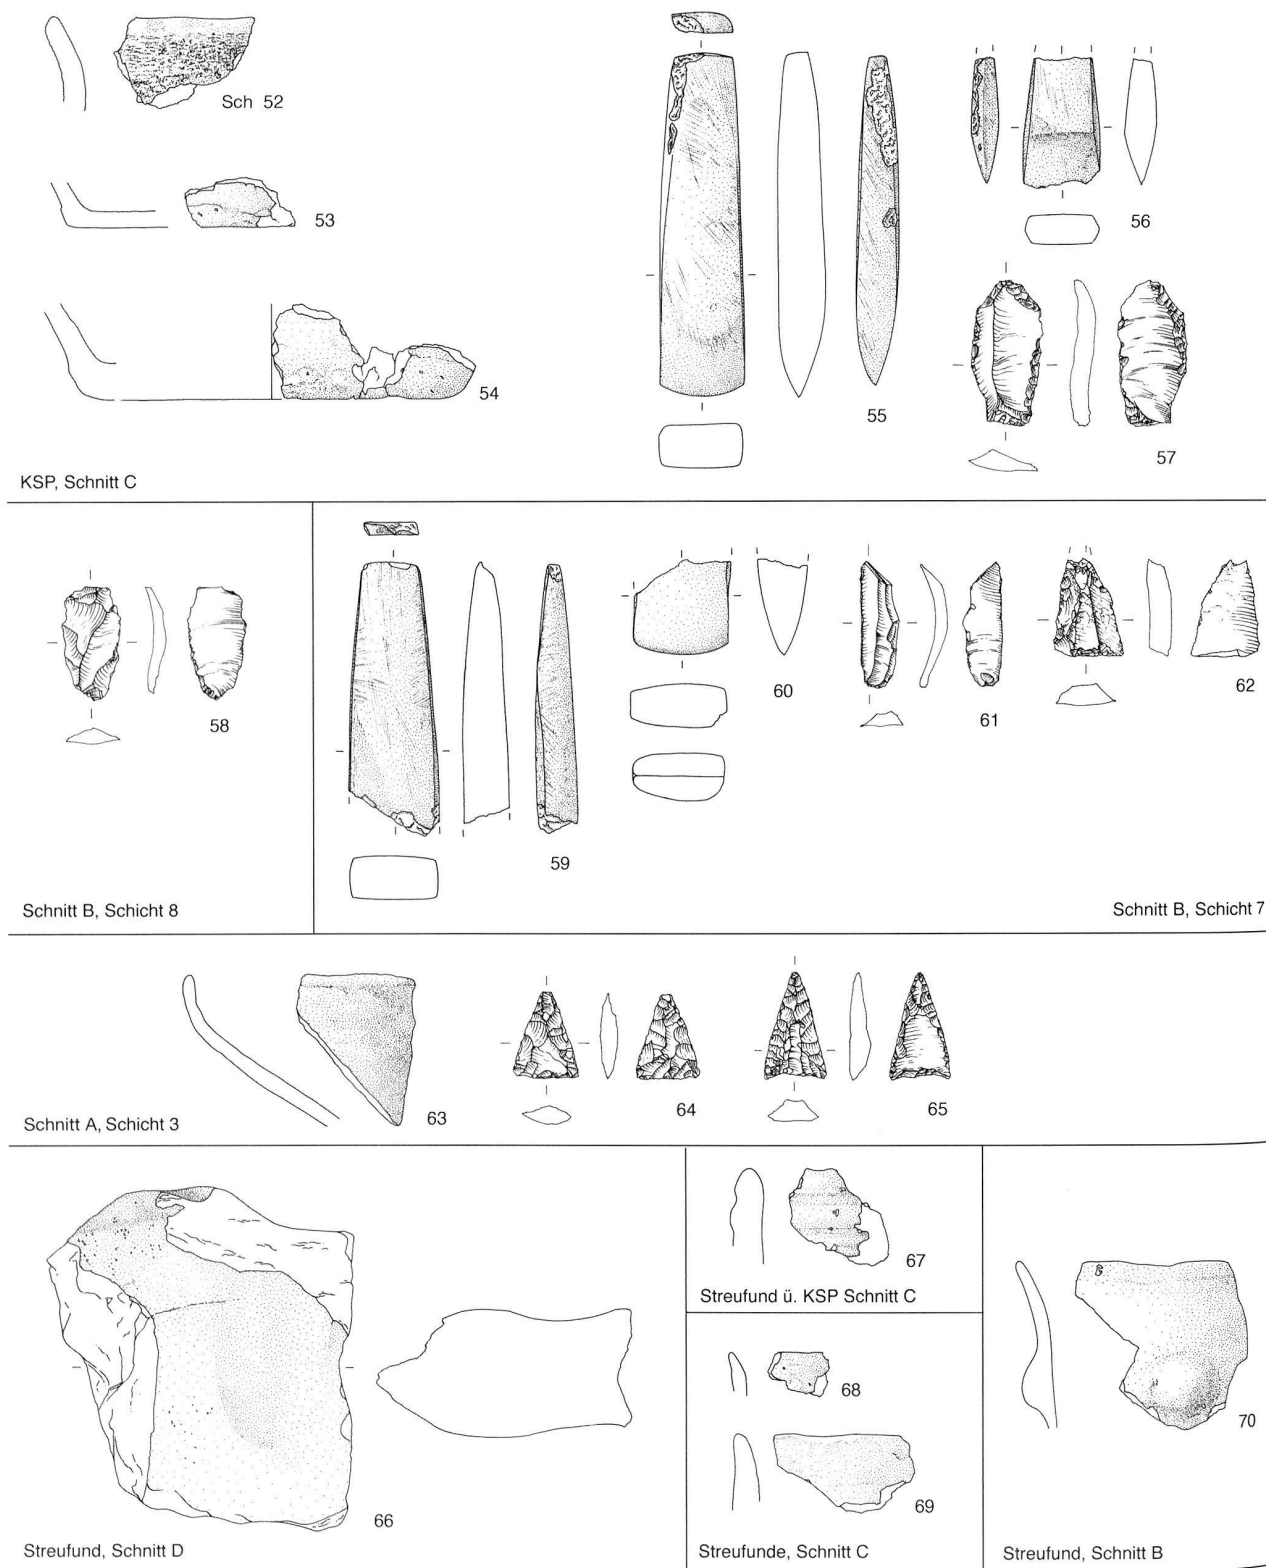 Sch 52
53
54
55
56
57
KSP, Schnitt C
58
Schnitt B, Schicht 8
59
60
61
62
Schnitt B, Schicht 7
63
64
65
Schnitt A, Schicht 3
66
Streufund, Schnitt D
67
Streufund ü. KSP Schnitt C
68
69
Streufunde, Schnitt C
70
Streufund, Schnitt B